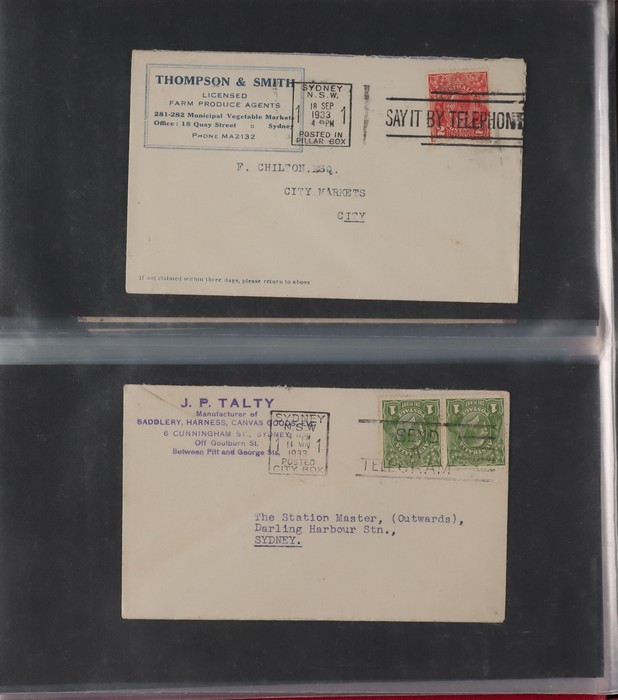 THOMPSON & SMITH
LICENSED
FARM PRODUCE AGENTS
281-282 Municipal Vegetable Markets
Office: 18 Quay Street :: Sydney
PHONE MA2132
SYDNEY
N.S.W.
18 SEP
1 1933 1
4 PM
POSTED IN
PILLAR BOX
SAY IT BY TELEPHONE
F. CHILTON.ESQ.
CITY MARKETS
CITY
If not claimed within three days, please return to above
J. P. TALTY
Manufacturer of
SADDLERY, HARNESS, CANVAS GOODS, Etc.
6 CUNNINGHAM ST., SYDNEY
Off Goulburn St.
Between Pitt and George Sts.
SYDNEY
N.S.W
1 1
1933
POSTED
CITY BOX
SEND
TELEGRAM
The Station Master, (Outwards),
Darling Harbour Stn.,
SYDNEY.